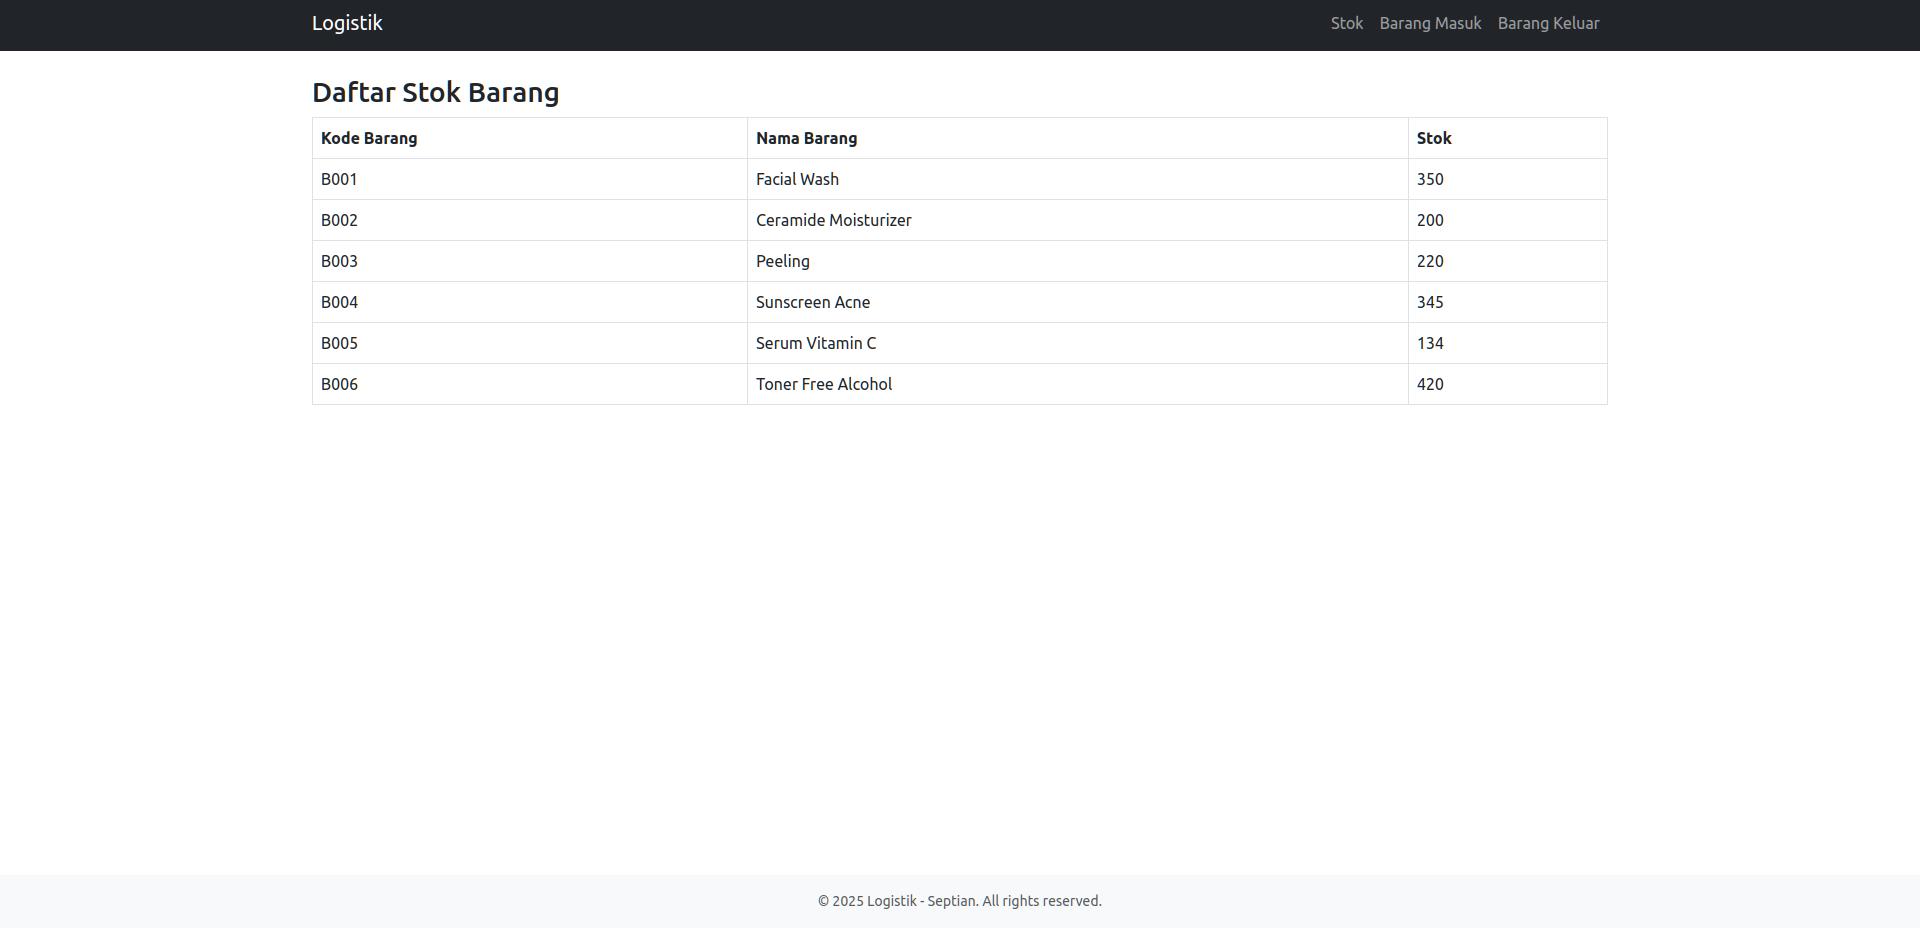 Logistik Stok Barang Masuk Barang Keluar
Daftar Stok Barang
Kode Barang Nama Barang Stok
B001 Facial Wash 350
B002 Ceramide Moisturizer 200
B003 Peeling 220
B004 Sunscreen Acne 345
B005 Serum Vitamin C 134
B006 Toner Free Alcohol 420
© 2025 Logistik - Septian. All rights reserved.